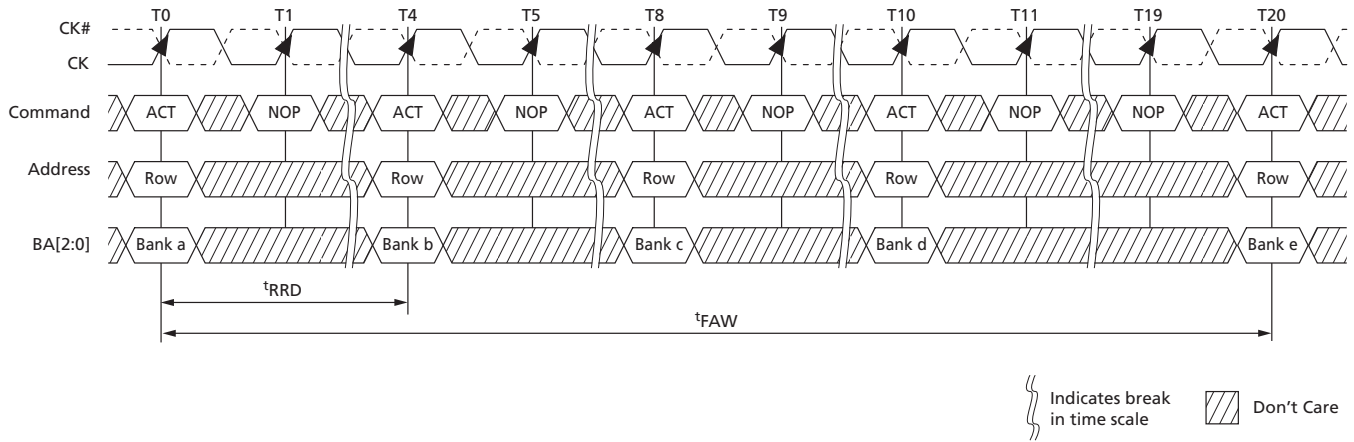 T0 T1 T4 T5 T8 T9 T10 T11 T19 T20
CK#
CK
Command ACT NOP ACT NOP ACT NOP ACT NOP NOP ACT
Address Row Row Row Row Row
BA[2:0] Bank a Bank b Bank c Bank d Bank e
tRRD
tFAW
Indicates break
in time scale
Don't Care